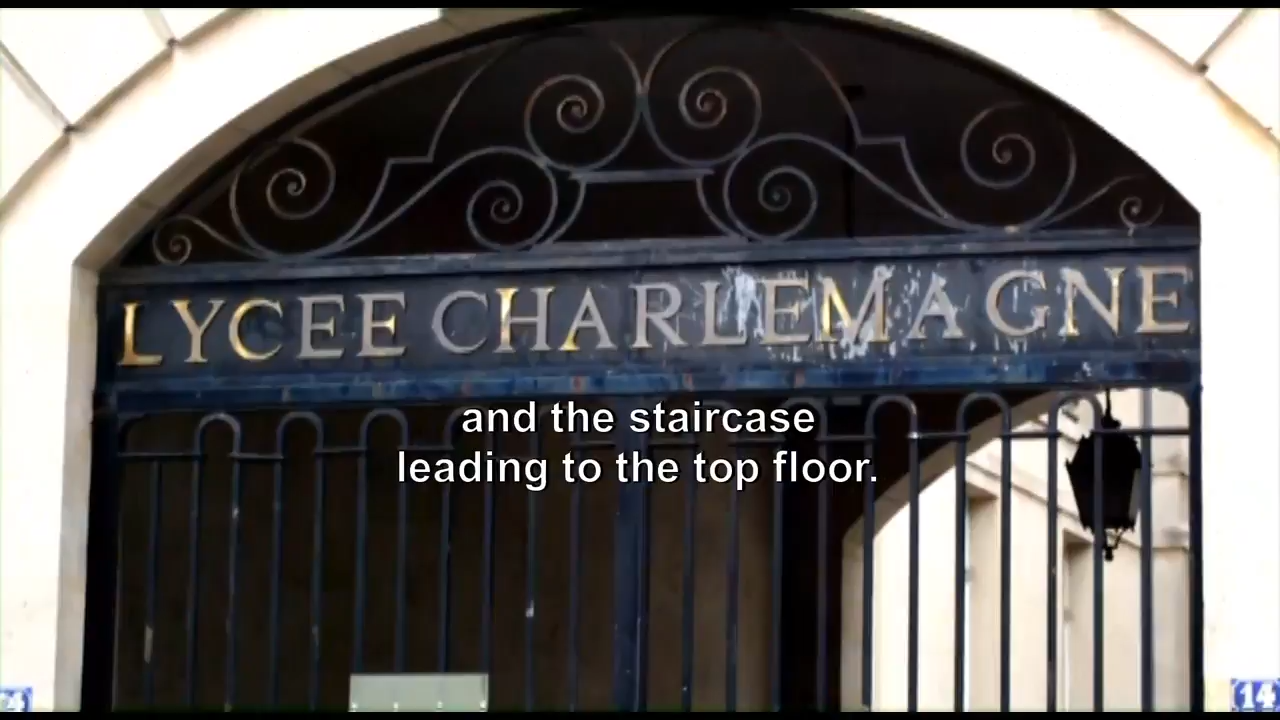 LYCEE CHARLEMAGNE
and the staircase
leading to the top floor.
14